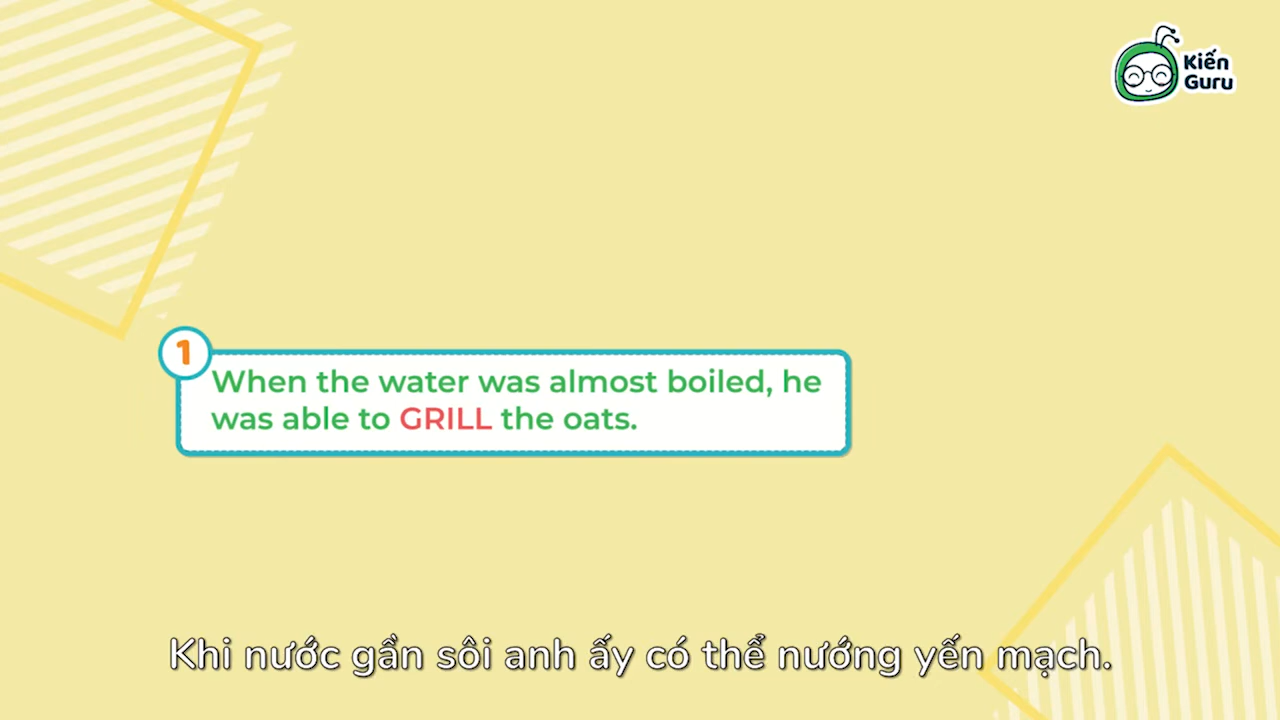 Kiến
Guru
1
When the water was almost boiled, he
was able to GRILL the oats.
Khi nước gần sôi anh ấy có thể nướng yến mạch.